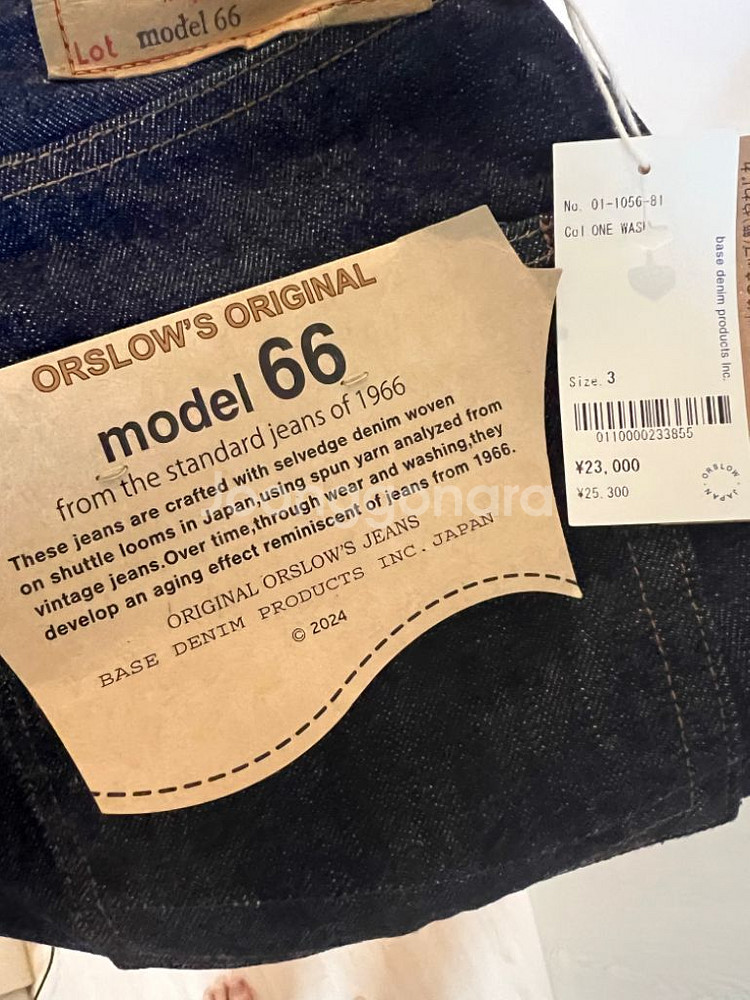 Lot model 66
ORSLOW'S ORIGINAL
model 66
from the standard jeans of 1966
These jeans are crafted with selvedge denim woven
on shuttle looms in Japan,using spun yarn analyzed from
vintage jeans.Over time,through wear and washing,they
develop an aging effect reminiscent of jeans from 1966.
ORIGINAL ORSLOW'S JEANS
BASE DENIM PRODUCTS INC. JAPAN
© 2024
No. 01-1056-81
Col ONE WASH
base denim products Inc.
Size. 3
0110000233855
¥23,000
¥25.300
ORSLOW JAPAN
joonggonara